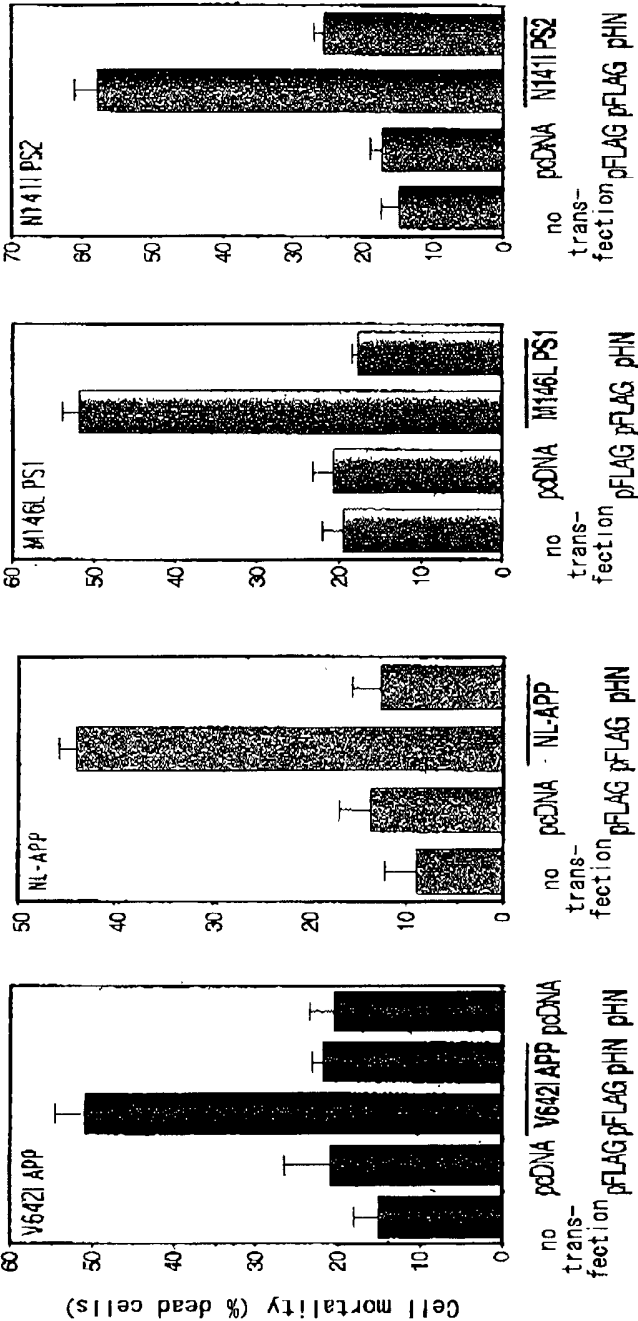 Cell mortality (% dead cells)
V642I APP
60
50
40
30
20
10
0
no trans-fection
pcDNA V642I APP pcDNA
pFLAG pFLAG pHN pHN
NL-APP
50
40
30
20
10
0
no trans-fection
pcDNA NL-APP
pFLAG pFLAG pHN
M146L PS1
60
50
40
30
20
10
0
no trans-fection
pcDNA M146L PS1
pFLAG pFLAG pHN
N141I PS2
70
60
50
40
30
20
10
0
no trans-fection
pcDNA N141I PS2
pFLAG pFLAG pHN